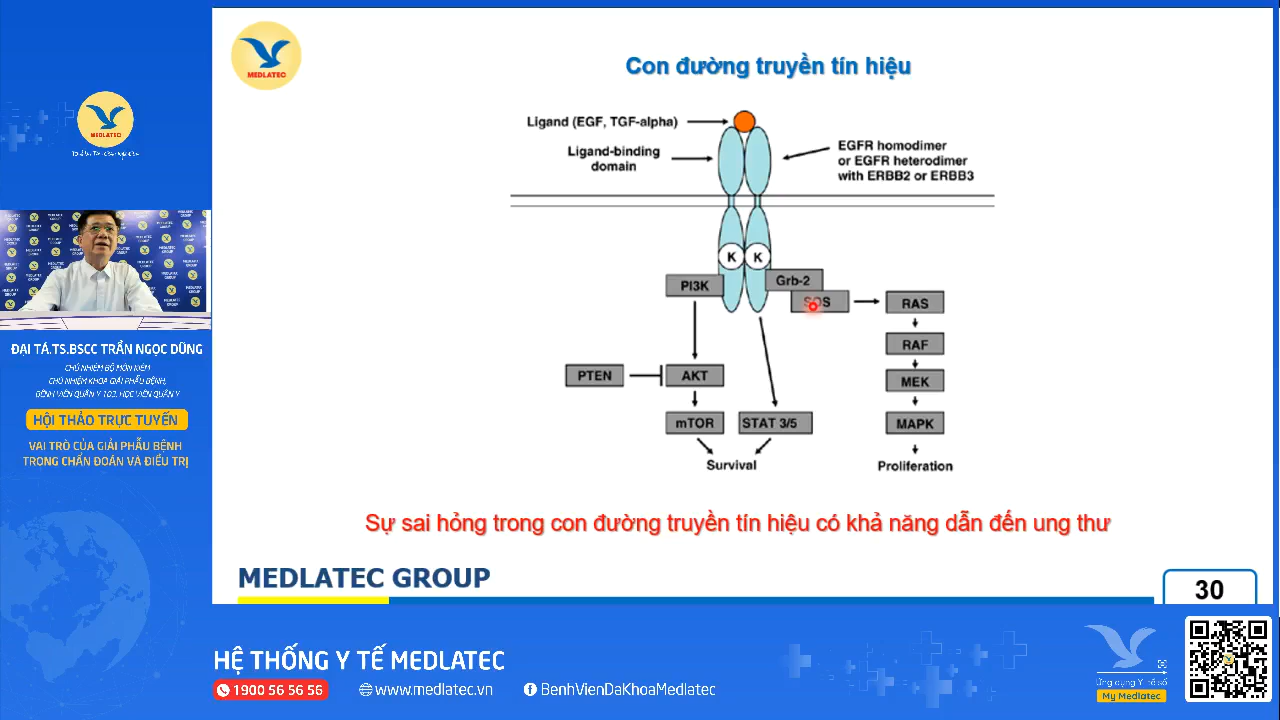 MEDLATEC
Con đường truyền tín hiệu
Ligand (EGF, TGF-alpha)
Ligand-binding
domain
EGFR homodimer
or EGFR heterodimer
with ERBB2 or ERBB3
K
K
PI3K
Grb-2
SOS
RAS
RAF
PTEN
AKT
MEK
mTOR
STAT 3/5
MAPK
Survival
Proliferation
Sự sai hỏng trong con đường truyền tín hiệu có khả năng dẫn đến ung thư
MEDLATEC GROUP
30
MEDLATEC
ĐẠI TÁ.TS.BSCC TRẦN NGỌC DŨNG
CHỦ NHIỆM BỘ MÔN KIÊM
CHỦ NHIỆM KHOA GIẢI PHẪU BỆNH,
BỆNH VIỆN QUÂN Y 103, HỌC VIỆN QUÂN Y
HỘI THẢO TRỰC TUYẾN
VAI TRÒ CỦA GIẢI PHẪU BỆNH
TRONG CHẨN ĐOÁN VÀ ĐIỀU TRỊ
HỆ THỐNG Y TẾ MEDLATEC
1900 56 56 56
www.medlatec.vn
BenhVienDaKhoaMedlatec
Ứng dụng Y tế số
My Medlatec